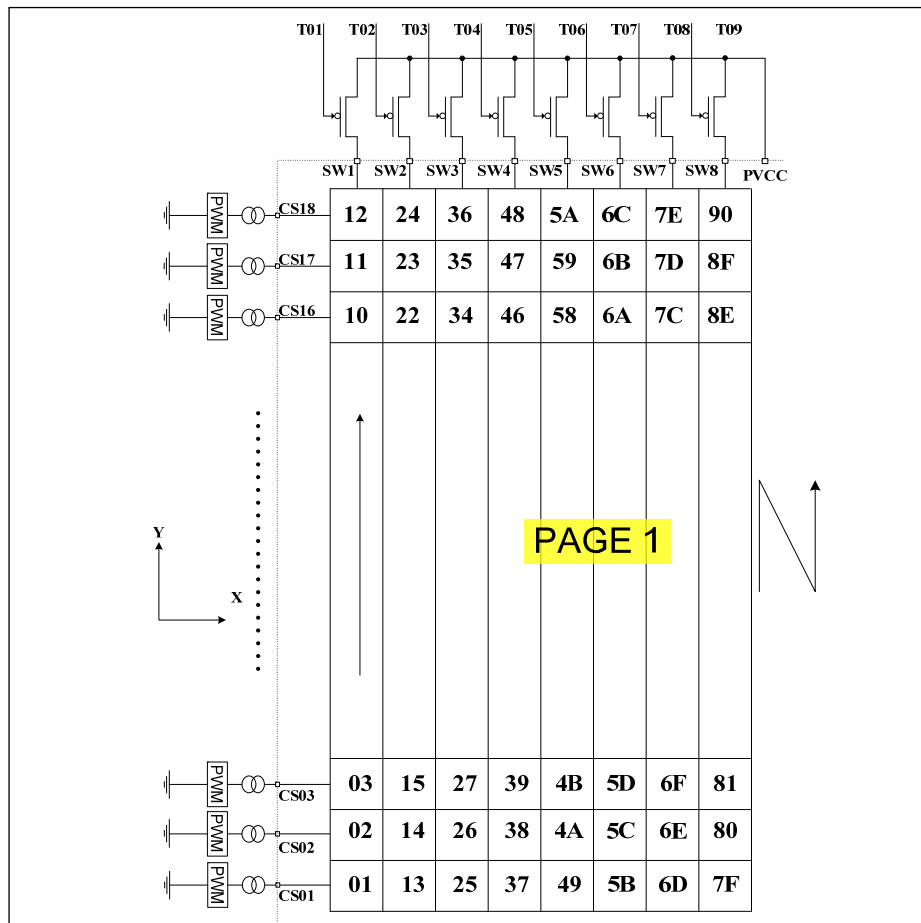 T01 T02 T03 T04 T05 T06 T07 T08 T09
SW1 SW2 SW3 SW4 SW5 SW6 SW7 SW8 PVCC
PWM CS18 12 24 36 48 5A 6C 7E 90
PWM CS17 11 23 35 47 59 6B 7D 8F
PWM CS16 10 22 34 46 58 6A 7C 8E
PAGE 1
Y
X
PWM CS03 03 15 27 39 4B 5D 6F 81
PWM CS02 02 14 26 38 4A 5C 6E 80
PWM CS01 01 13 25 37 49 5B 6D 7F